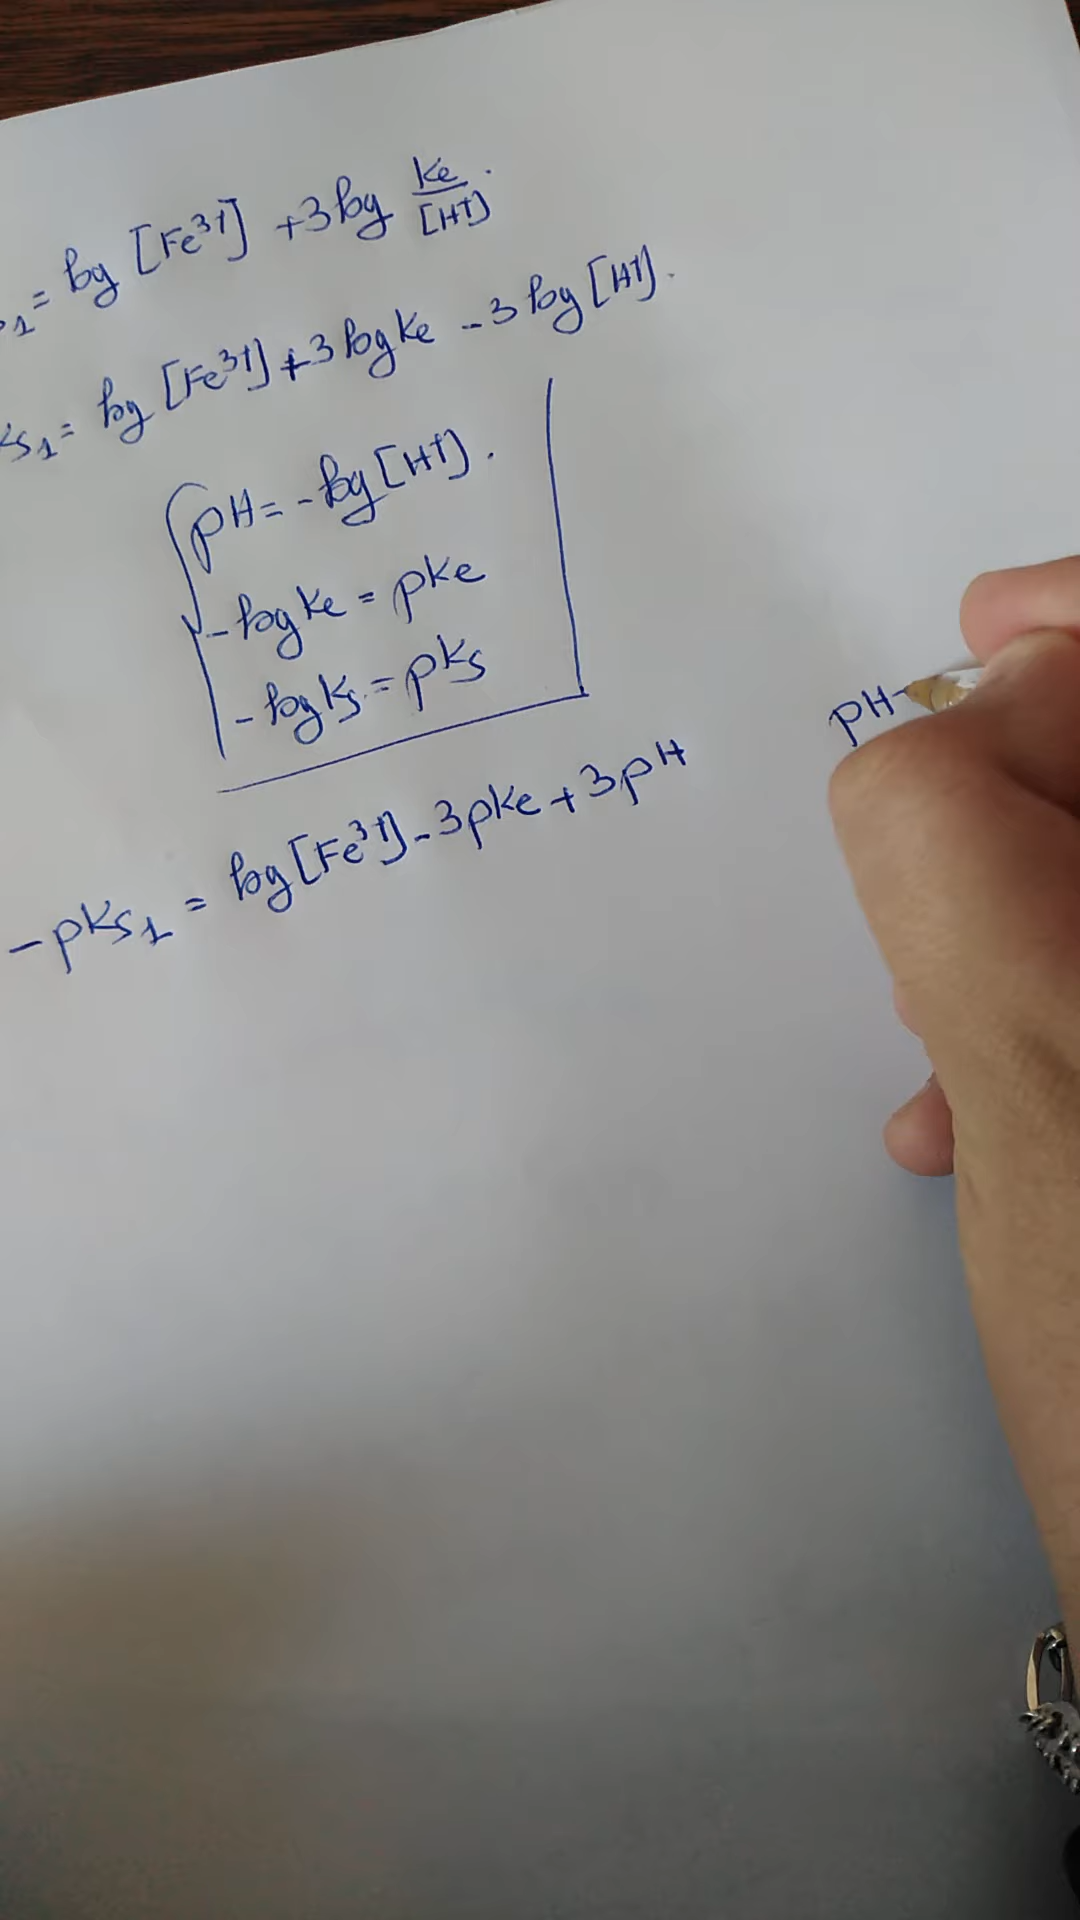 s₁ = log [Fe³⁺] + 3 log Ke/[H⁺].
Ks₁ = log [Fe³⁺] + 3 log Ke - 3 log [H⁺].
pH = -log [H⁺].
-log Ke = pKe
-log Ks = pKs
pH-
-pKs₁ = log [Fe³⁺] - 3pKe + 3pH